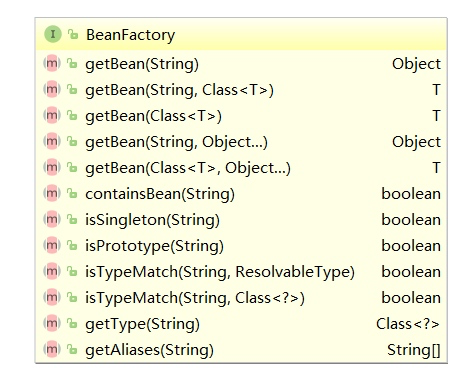 I BeanFactory
m getBean(String) Object
m getBean(String, Class<T>) T
m getBean(Class<T>) T
m getBean(String, Object...) Object
m getBean(Class<T>, Object...) T
m containsBean(String) boolean
m isSingleton(String) boolean
m isPrototype(String) boolean
m isTypeMatch(String, ResolvableType) boolean
m isTypeMatch(String, Class<?>) boolean
m getType(String) Class<?>
m getAliases(String) String[]